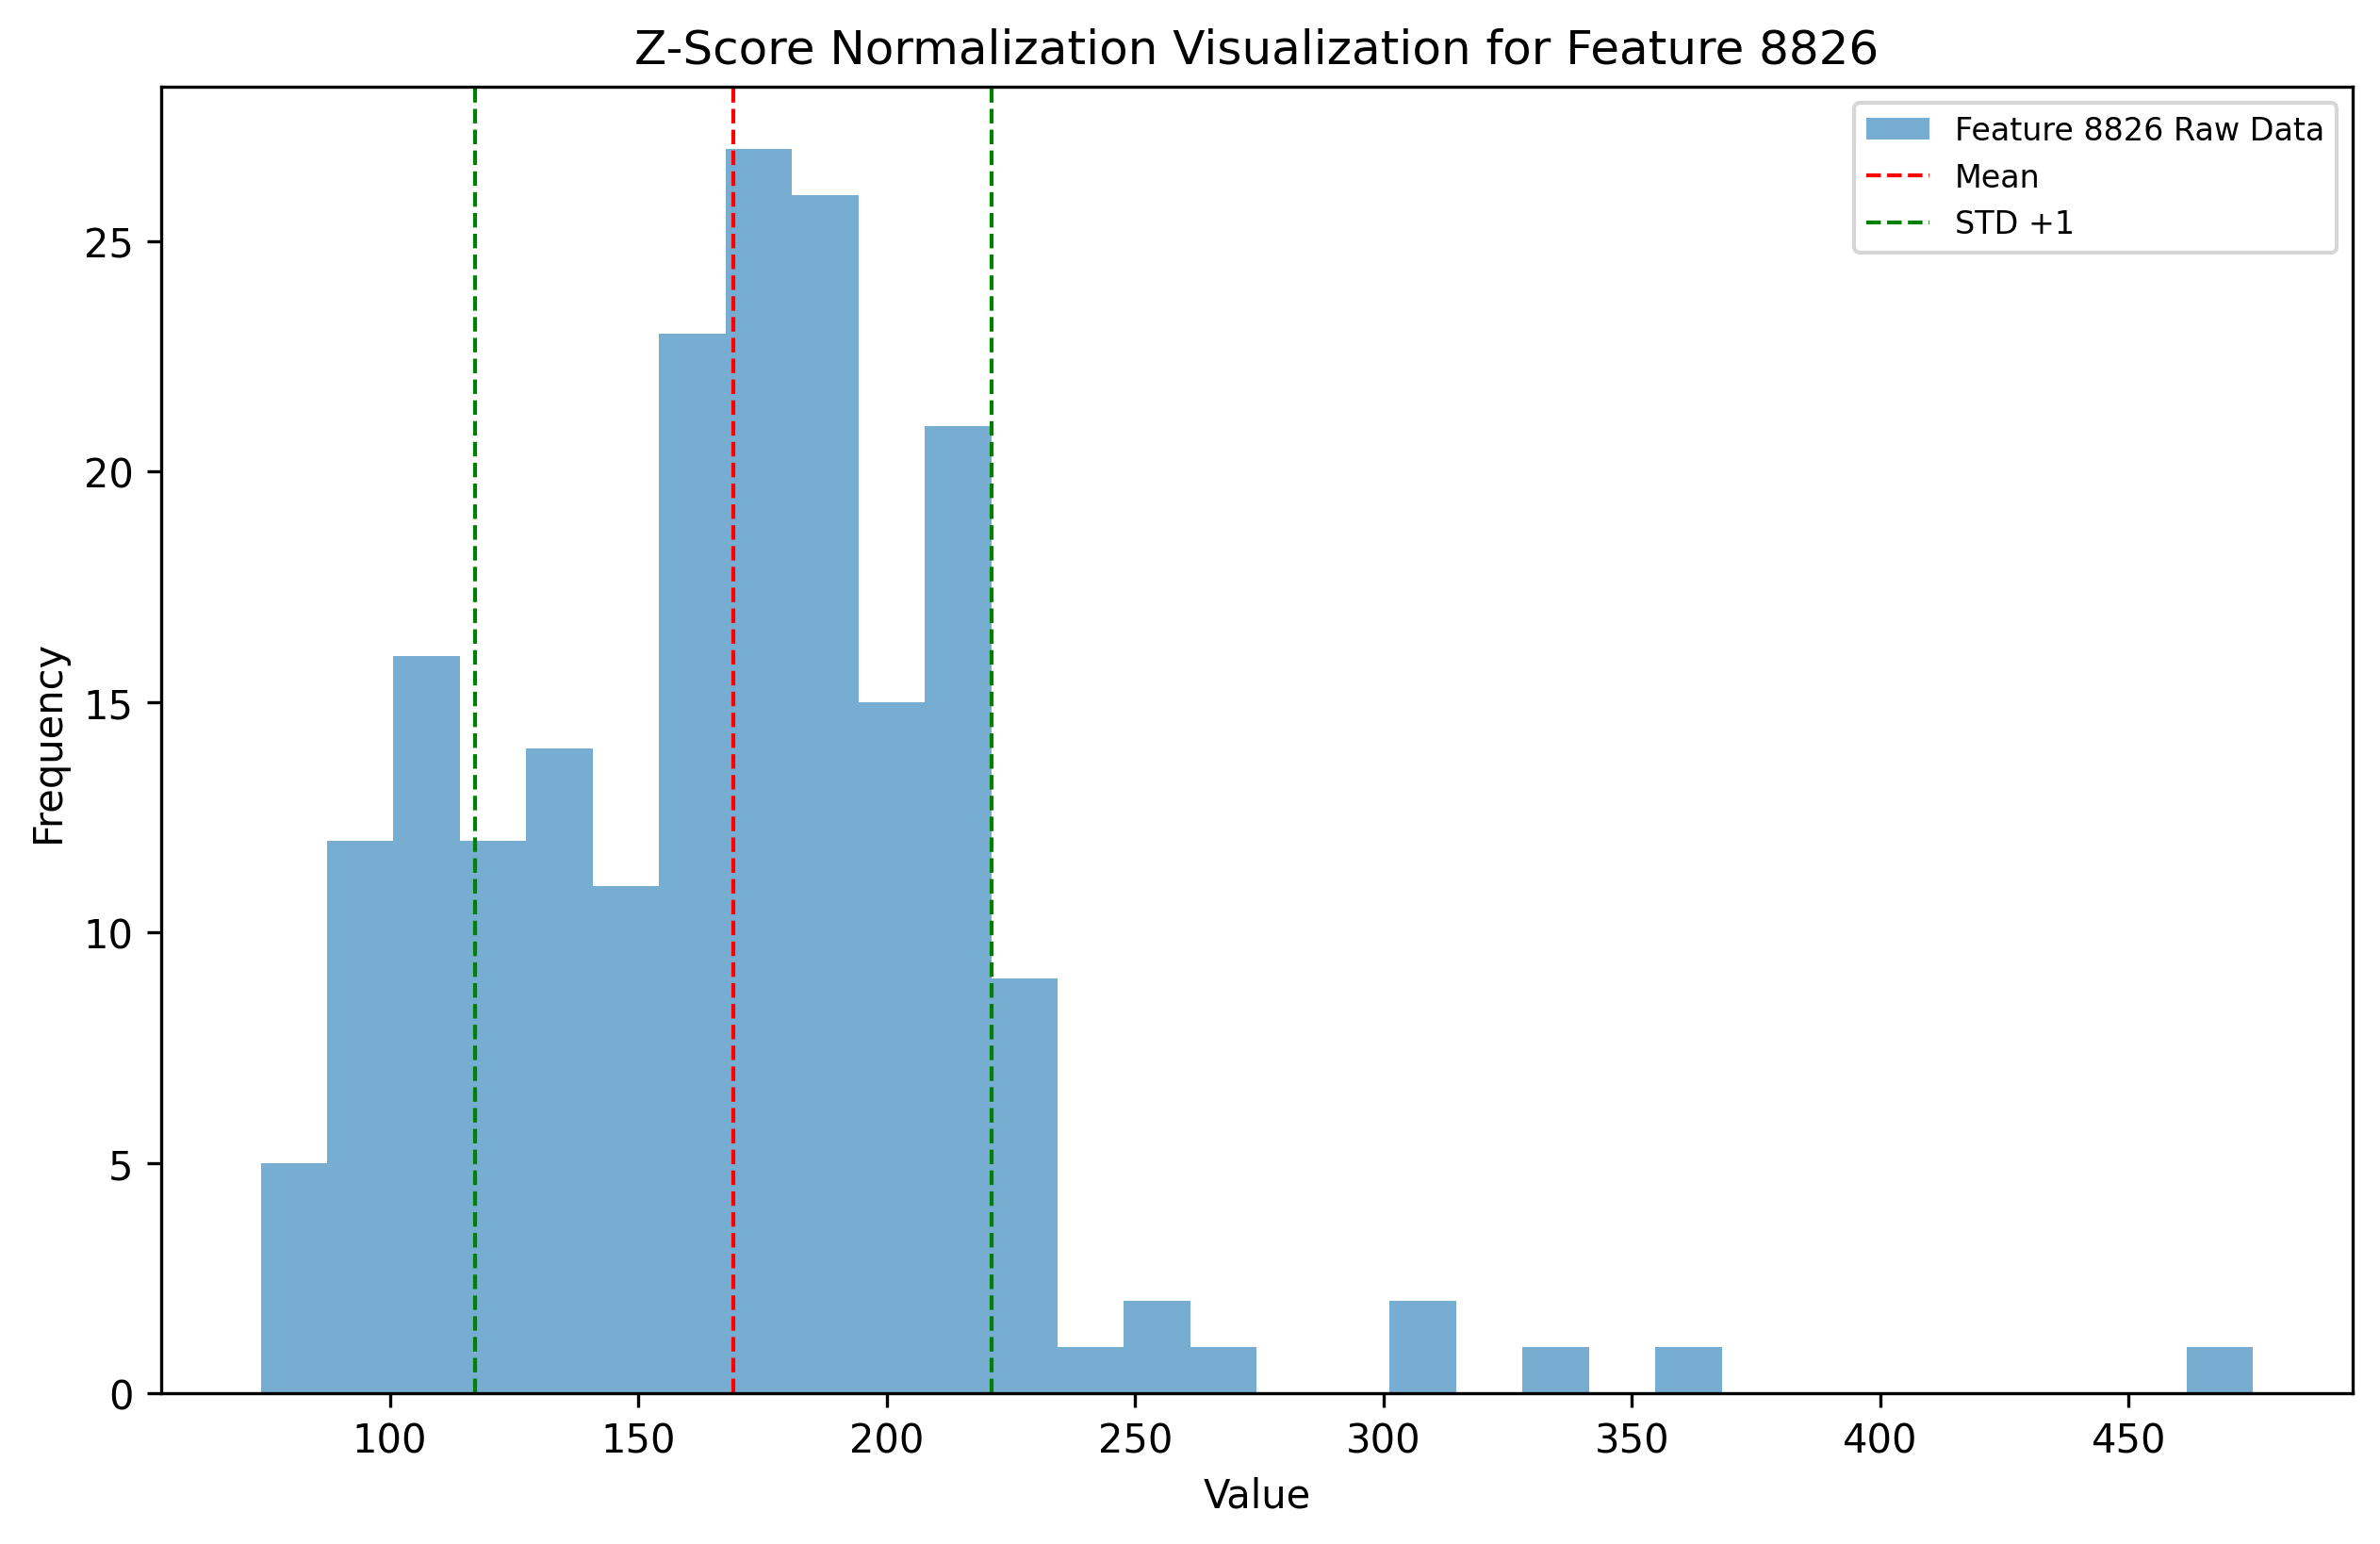 Z-Score Normalization Visualization for Feature 8826
Feature 8826 Raw Data
Mean
STD +1
Frequency
25
20
15
10
5
0
100 150 200 250 300 350 400 450
Value